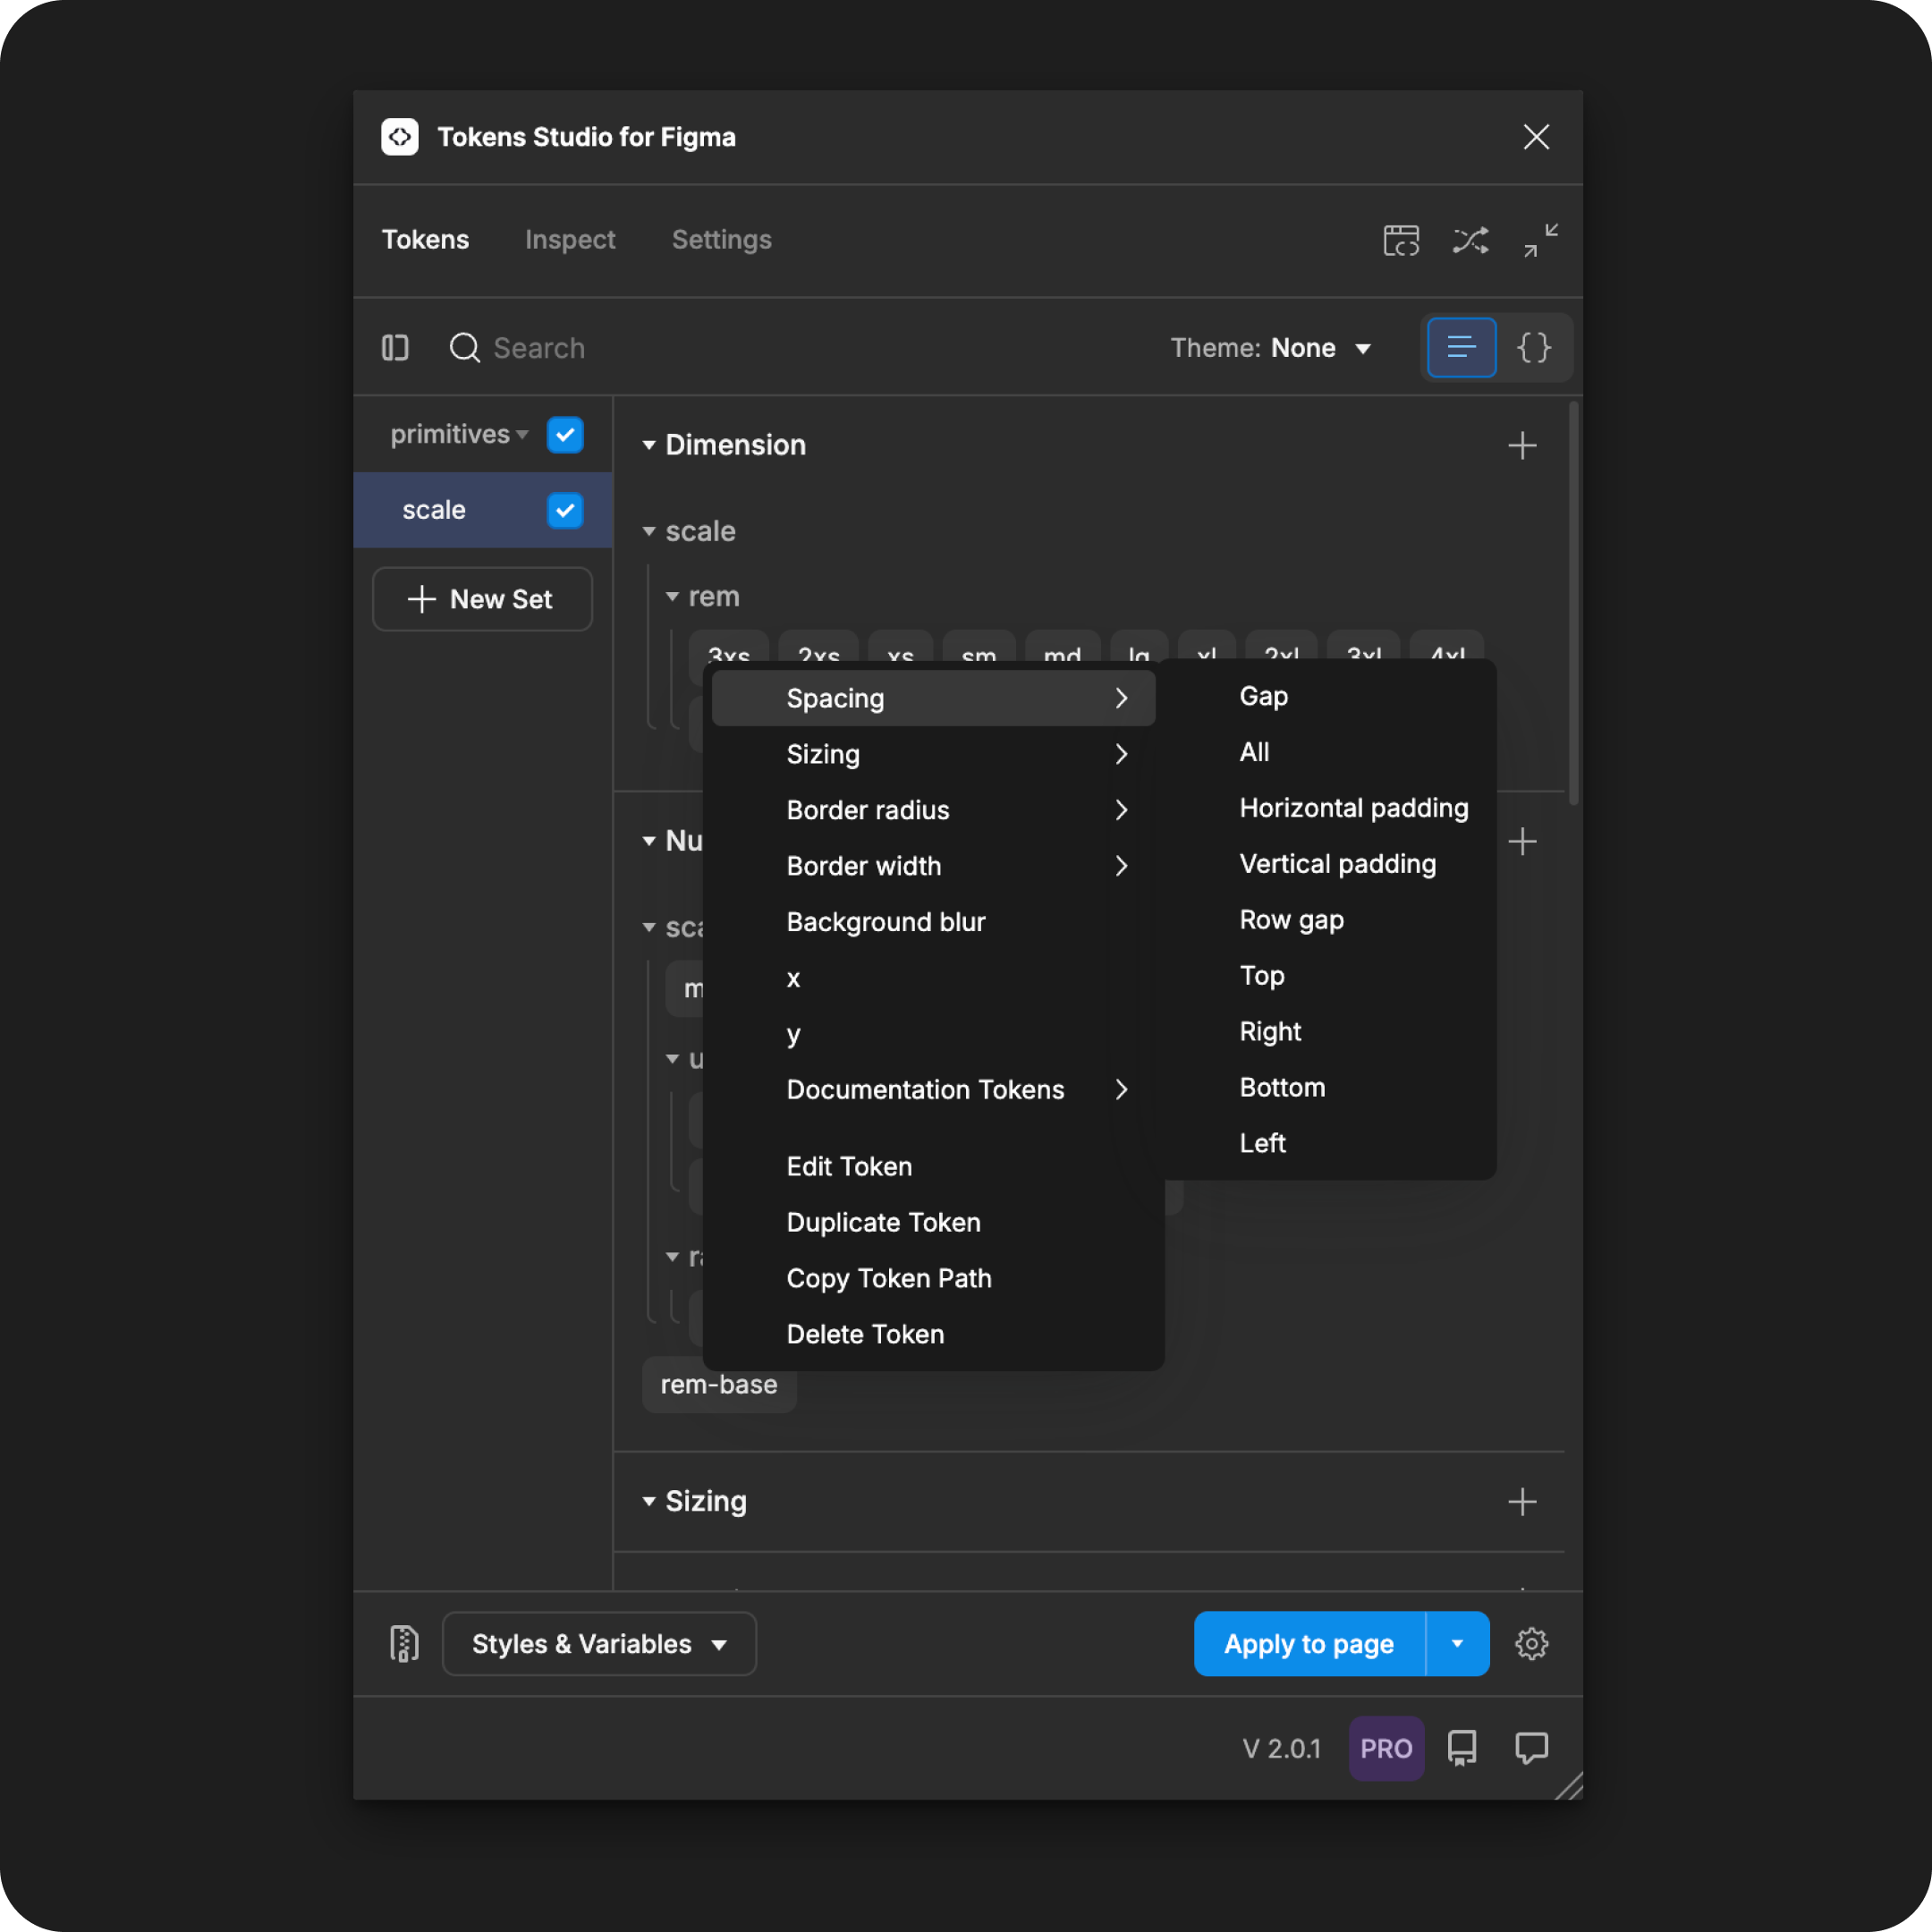 Tokens Studio for Figma
Tokens Inspect Settings
Search
Theme: None
primitives
scale
New Set
Dimension
scale
rem
3xs 2xs xs sm md lg xl 2xl 3xl 4xl
Spacing
Sizing
Border radius
Border width
Background blur
x
y
Documentation Tokens
Edit Token
Duplicate Token
Copy Token Path
Delete Token
Gap
All
Horizontal padding
Vertical padding
Row gap
Top
Right
Bottom
Left
rem-base
Sizing
Styles & Variables
Apply to page
V 2.0.1
PRO